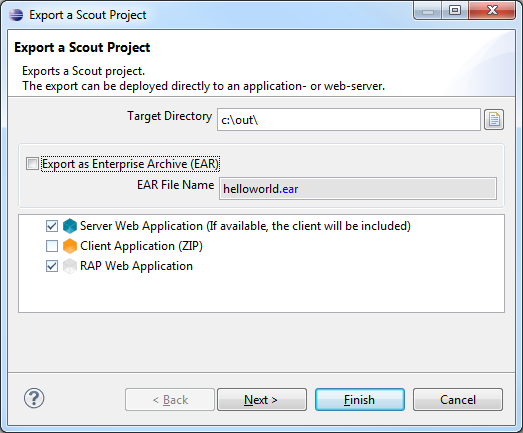 Export a Scout Project
Export a Scout Project
Exports a Scout project.
The export can be deployed directly to an application- or web-server.
Target Directory c:\out\
Export as Enterprise Archive (EAR)
EAR File Name helloworld.ear
Server Web Application (If available, the client will be included)
Client Application (ZIP)
RAP Web Application
? < Back Next > Finish Cancel